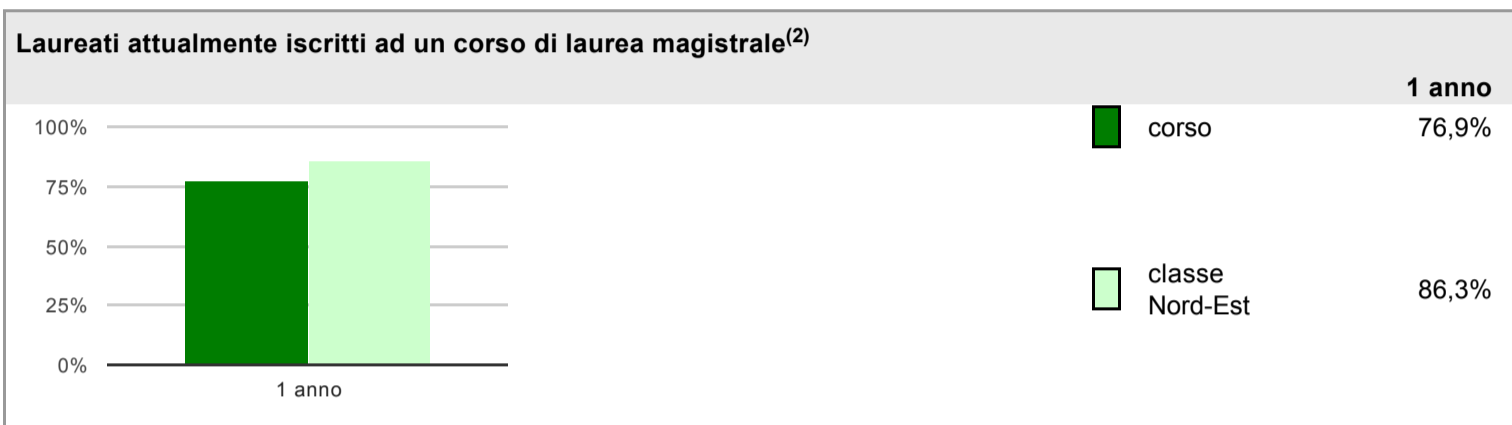 Laureati attualmente iscritti ad un corso di laurea magistrale(2)
1 anno
100%
75%
50%
25%
0%
1 anno
corso 76,9%
classe
Nord-Est 86,3%